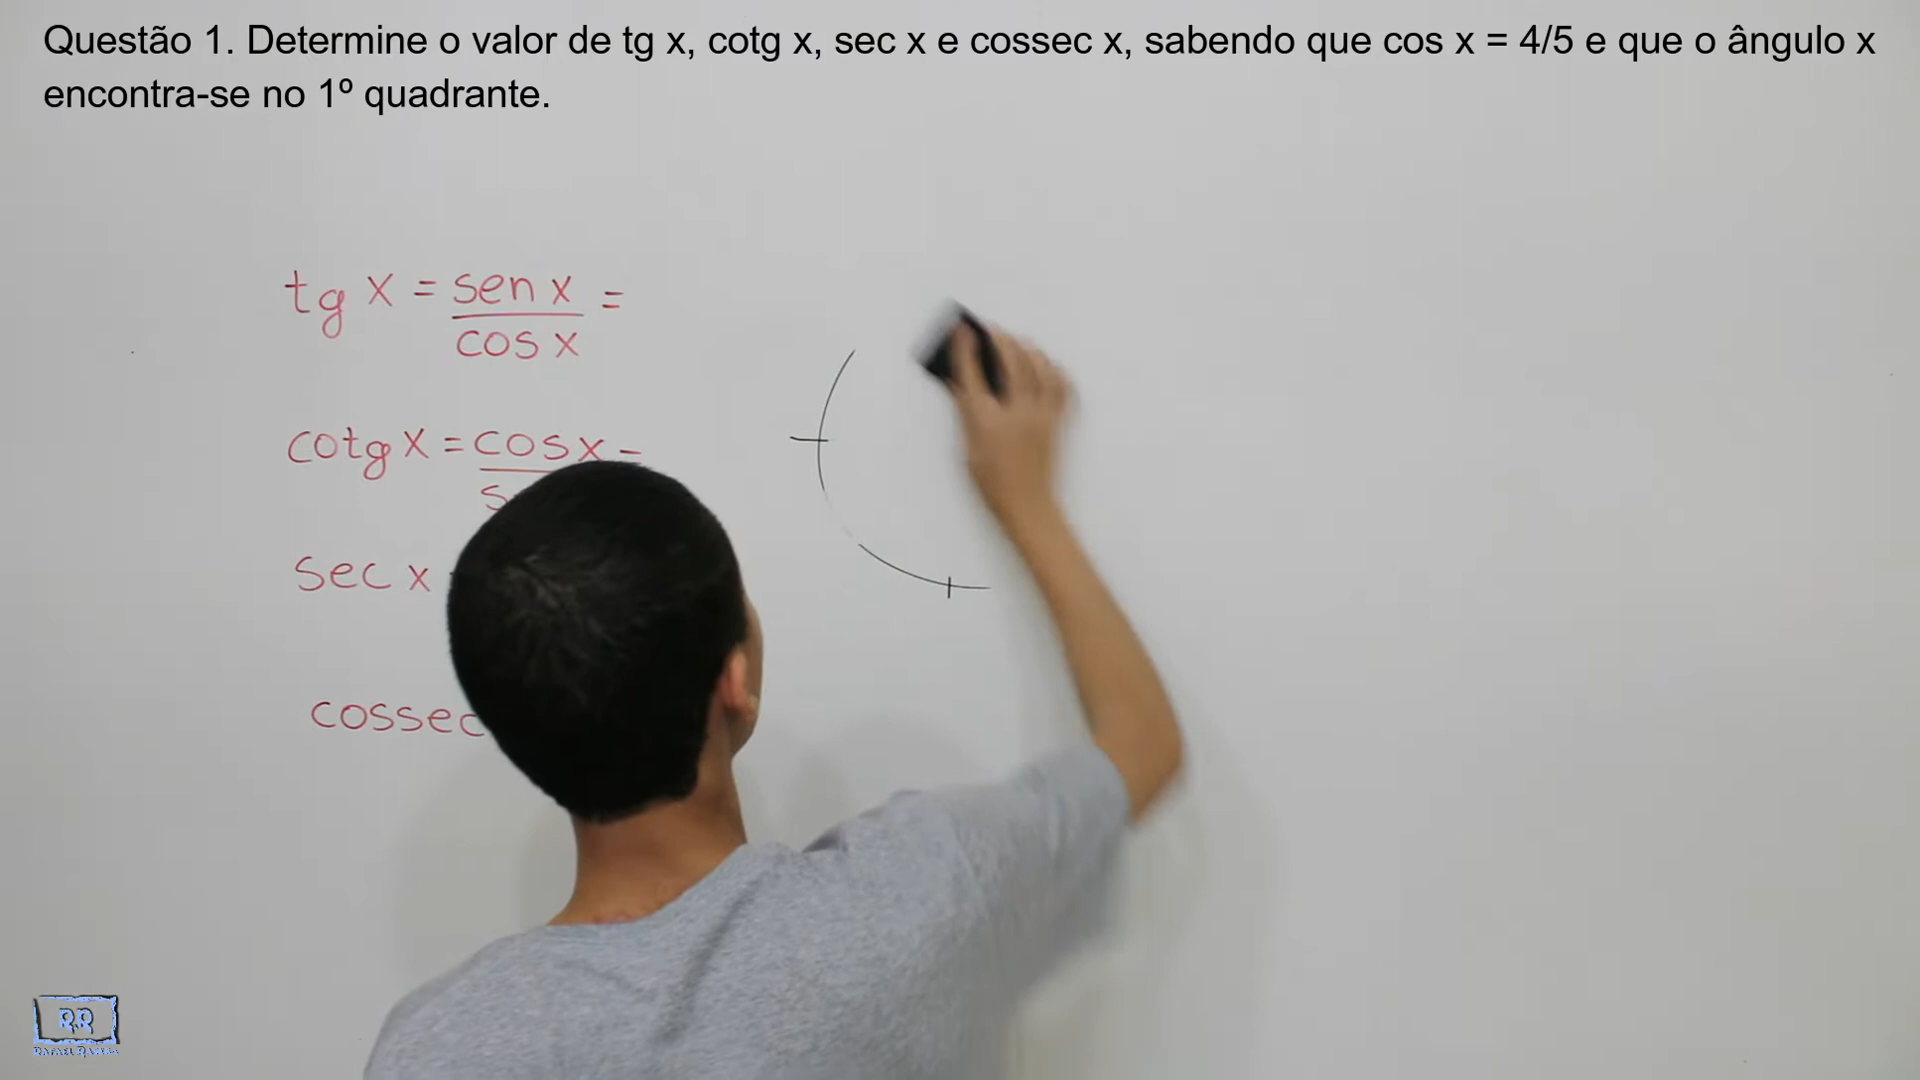 Questão 1. Determine o valor de tg x, cotg x, sec x e cossec x, sabendo que cos x = 4/5 e que o ângulo x
encontra-se no 1º quadrante.
tg x = sen x =
cos x
cotg x = cos x =
s
sec x
cossec
RR